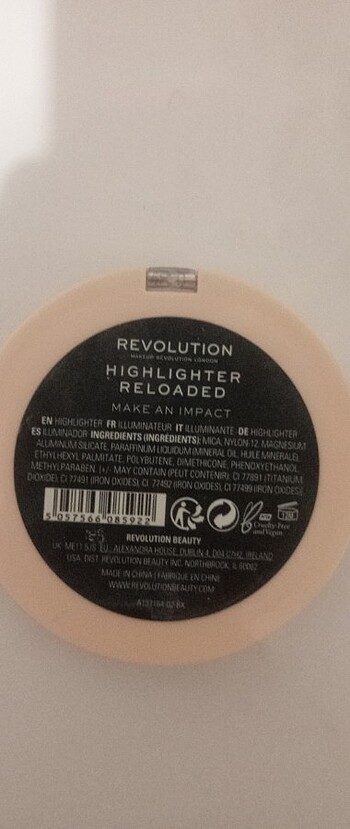 REVOLUTION
MAKEUP REVOLUTION LONDON
HIGHLIGHTER
RELOADED
MAKE AN IMPACT
EN HIGHLIGHTER FR ILLUMINATEUR IT ILLUMINANTE DE HIGHLIGHTER
ES ILUMINADOR INGREDIENTS (INGRÉDIENTS): MICA, NYLON-12, MAGNESIUM
ALUMINUM SILICATE, PARAFFINUM LIQUIDUM (MINERAL OIL, HUILE MINERALE),
ETHYLHEXYL PALMITATE, POLYBUTENE, DIMETHICONE, PHENOXYETHANOL,
METHYLPARABEN. [+/- MAY CONTAIN (PEUT CONTENIR): CI 77891 (TITANIUM
DIOXIDE), CI 77491 (IRON OXIDES), CI 77492 (IRON OXIDES), CI 77499 (IRON OXIDES)]
5 057566 085922
Cruelty-Free
and Vegan
12M
REVOLUTION BEAUTY
UK: ME11 5JS EU: ALEXANDRA HOUSE, DUBLIN 4, D04 C7H2, IRELAND
USA: DIST. REVOLUTION BEAUTY INC. NORTHBROOK, IL 60062
MADE IN CHINA | FABRIQUÉ EN CHINE
WWW.REVOLUTIONBEAUTY.COM